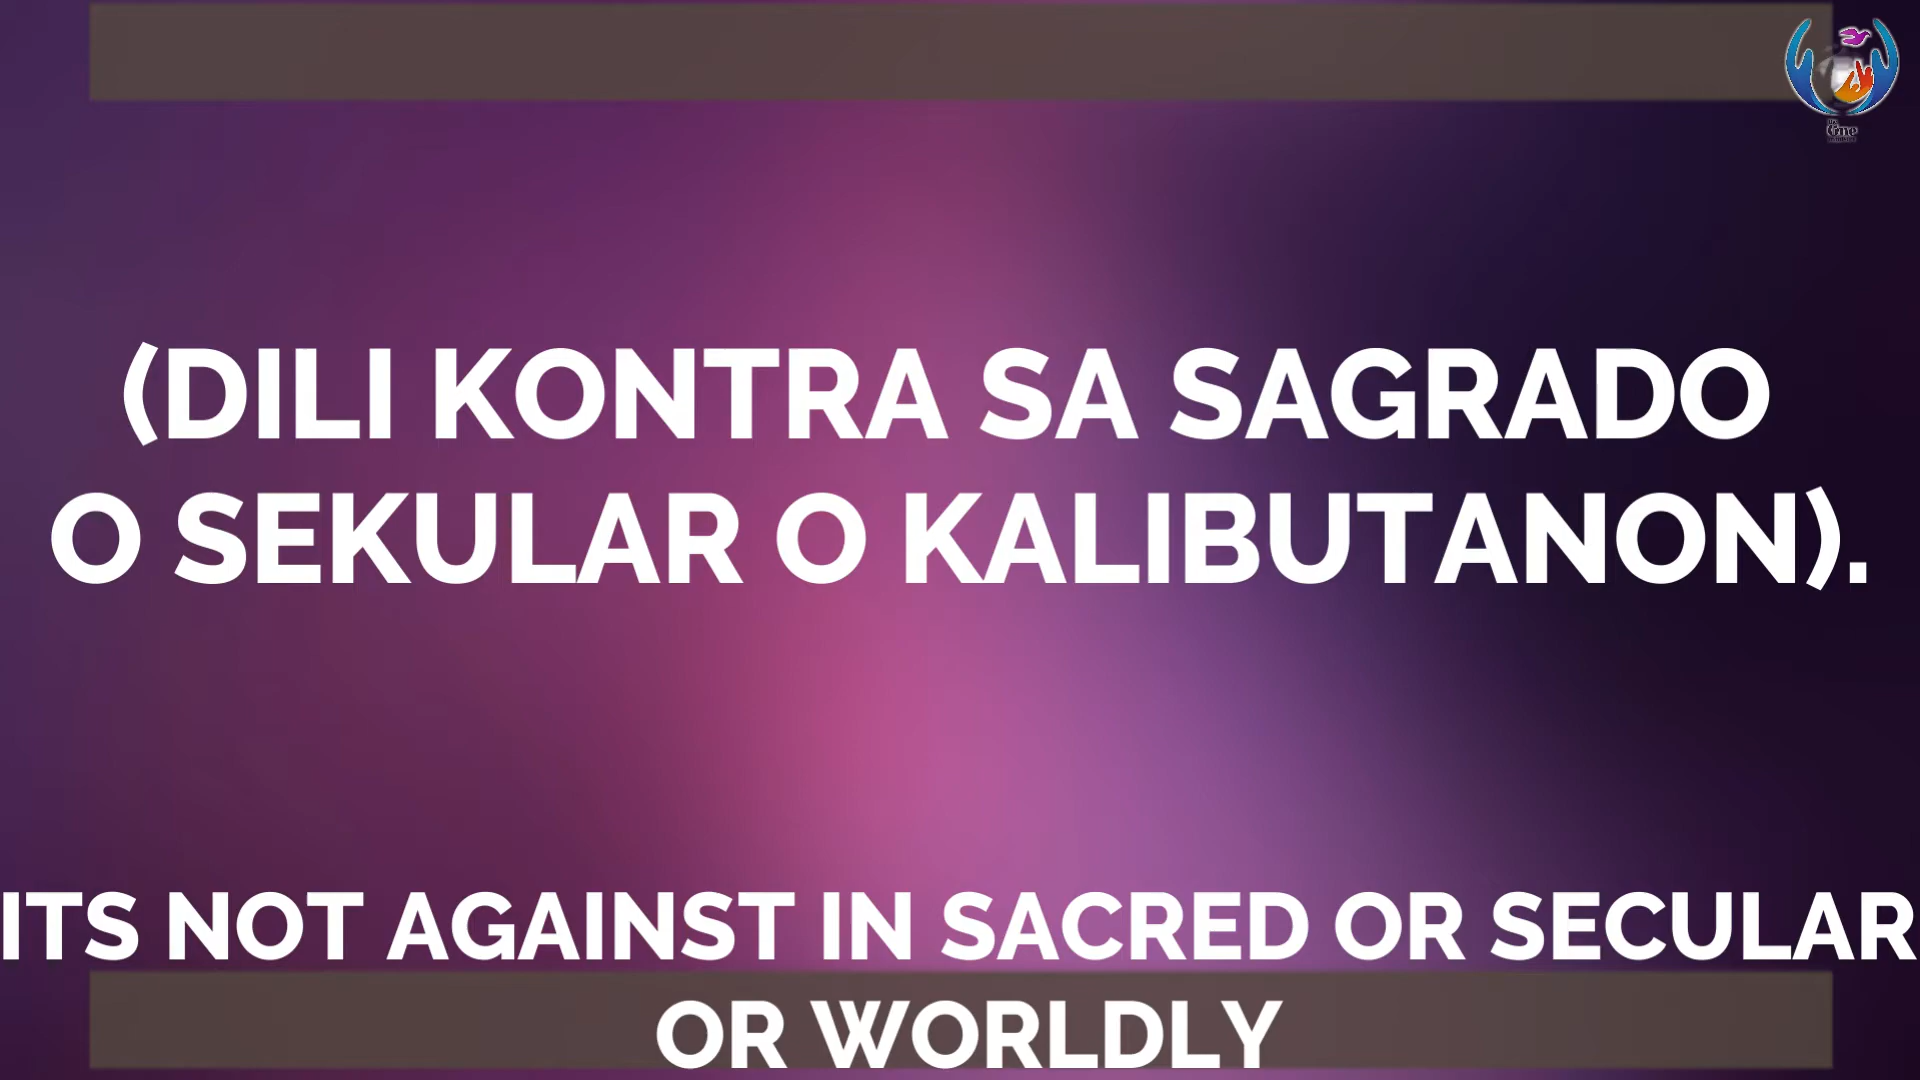 (DILI KONTRA SA SAGRADO
O SEKULAR O KALIBUTANON).
ITS NOT AGAINST IN SACRED OR SECULAR
OR WORLDLY